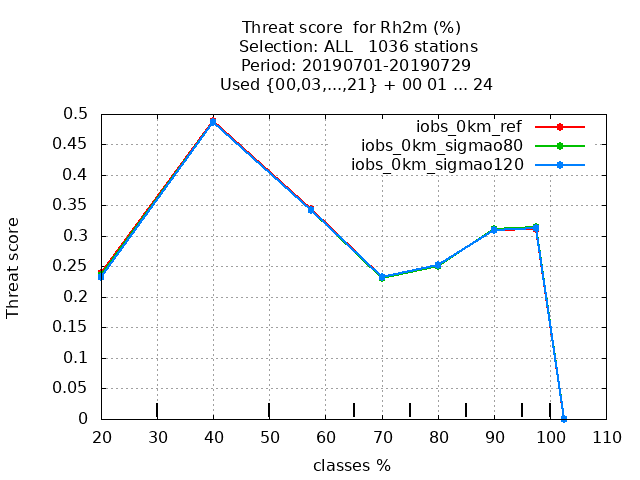 Threat score  for Rh2m (%)
Selection: ALL   1036 stations
Period: 20190701-20190729
Used {00,03,...,21} + 00 01 ... 24
iobs_0km_ref
iobs_0km_sigmao80
iobs_0km_sigmao120
0.5
0.45
0.4
0.35
0.3
0.25
0.2
0.15
0.1
0.05
0
Threat score
20 30 40 50 60 70 80 90 100 110
classes %